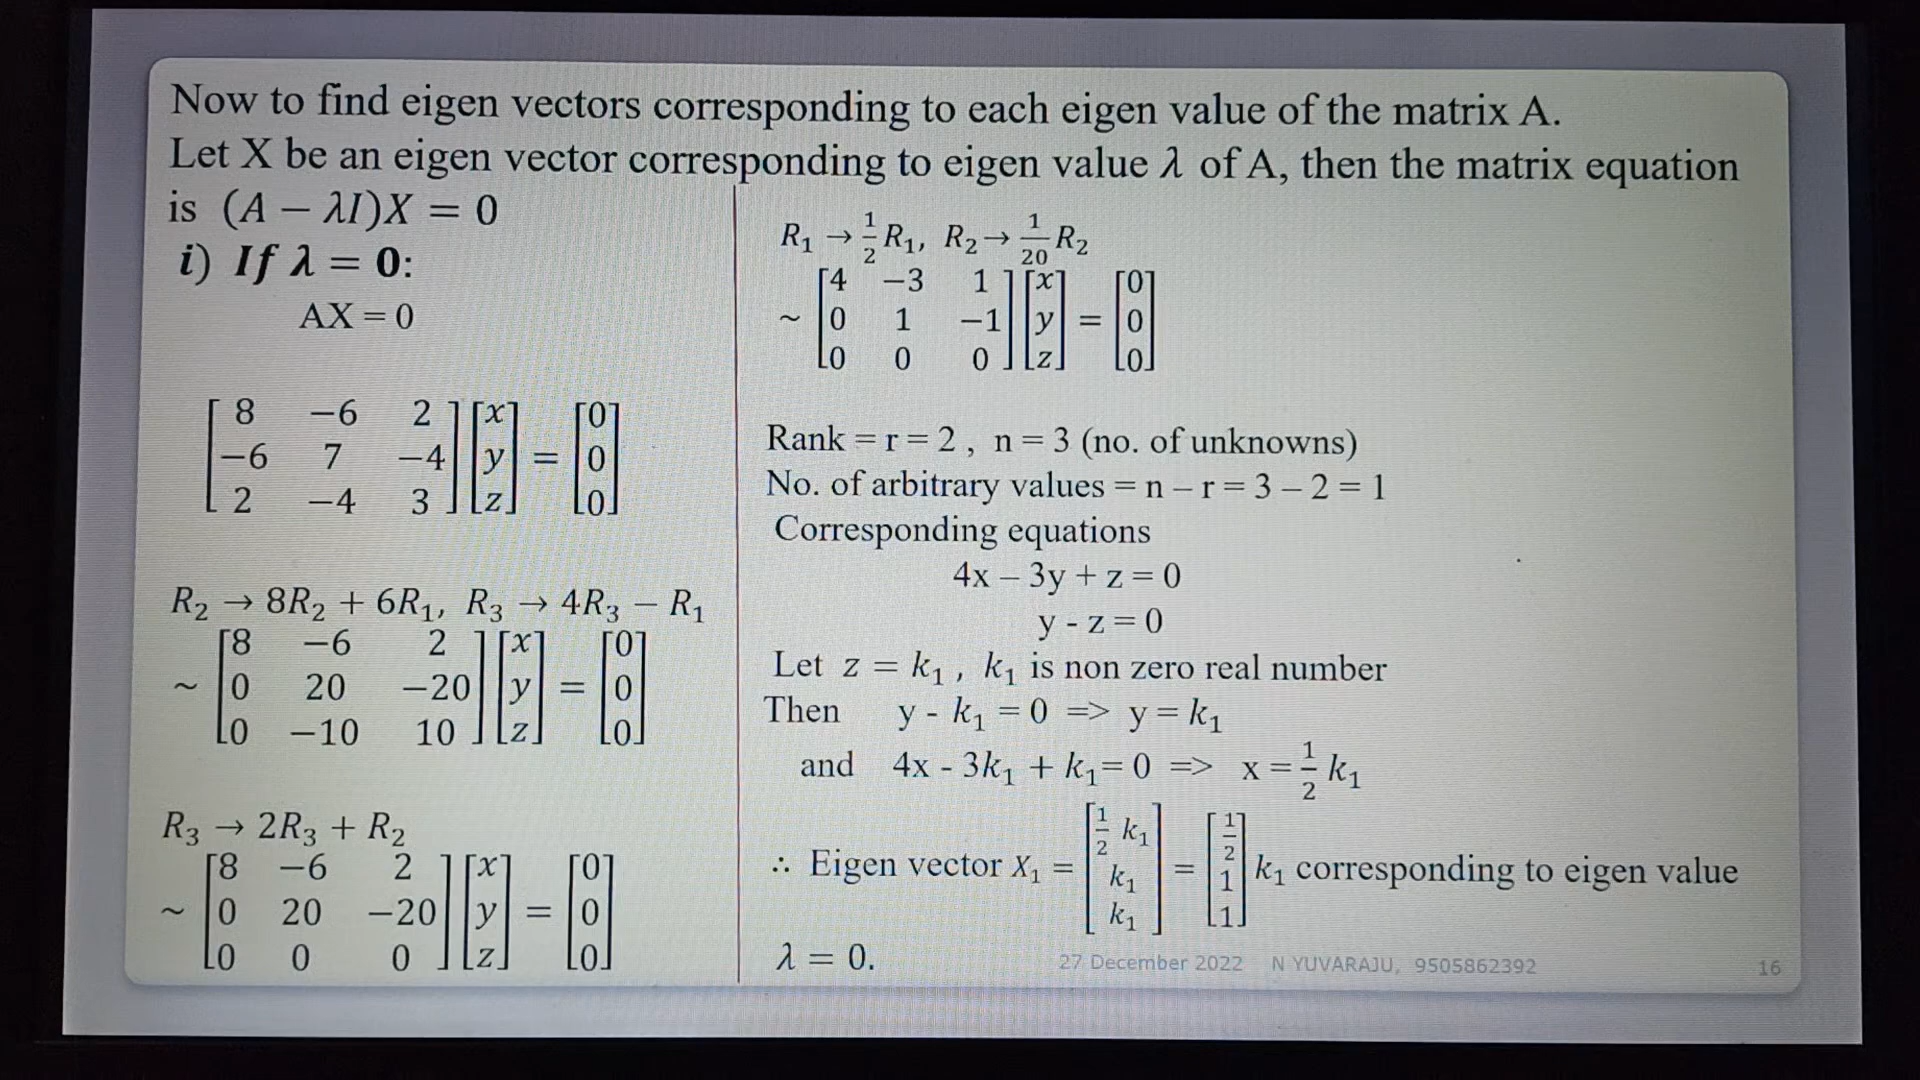 Now to find eigen vectors corresponding to each eigen value of the matrix A.
Let X be an eigen vector corresponding to eigen value λ of A, then the matrix equation
is (A − λI)X = 0
i) If λ = 0:
AX = 0
[8 −6 2; −6 7 −4; 2 −4 3] [x; y; z] = [0; 0; 0]
R₂ → 8R₂ + 6R₁, R₃ → 4R₃ − R₁
~ [8 −6 2; 0 20 −20; 0 −10 10] [x; y; z] = [0; 0; 0]
R₃ → 2R₃ + R₂
~ [8 −6 2; 0 20 −20; 0 0 0] [x; y; z] = [0; 0; 0]
R₁ → 1/2 R₁, R₂ → 1/20 R₂
~ [4 −3 1; 0 1 −1; 0 0 0] [x; y; z] = [0; 0; 0]
Rank = r = 2 , n = 3 (no. of unknowns)
No. of arbitrary values = n – r = 3 – 2 = 1
Corresponding equations
4x – 3y + z = 0
y - z = 0
Let z = k₁ , k₁ is non zero real number
Then y - k₁ = 0 => y = k₁
and 4x - 3k₁ + k₁= 0 => x = 1/2 k₁
∴ Eigen vector X₁ = [1/2 k₁; k₁; k₁] = [1/2; 1; 1] k₁ corresponding to eigen value
λ = 0.
27 December 2022 N YUVARAJU, 9505862392 16